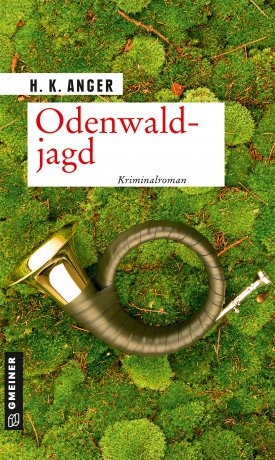 H. K. ANGER
Odenwald-
jagd
Kriminalroman
GMEINER